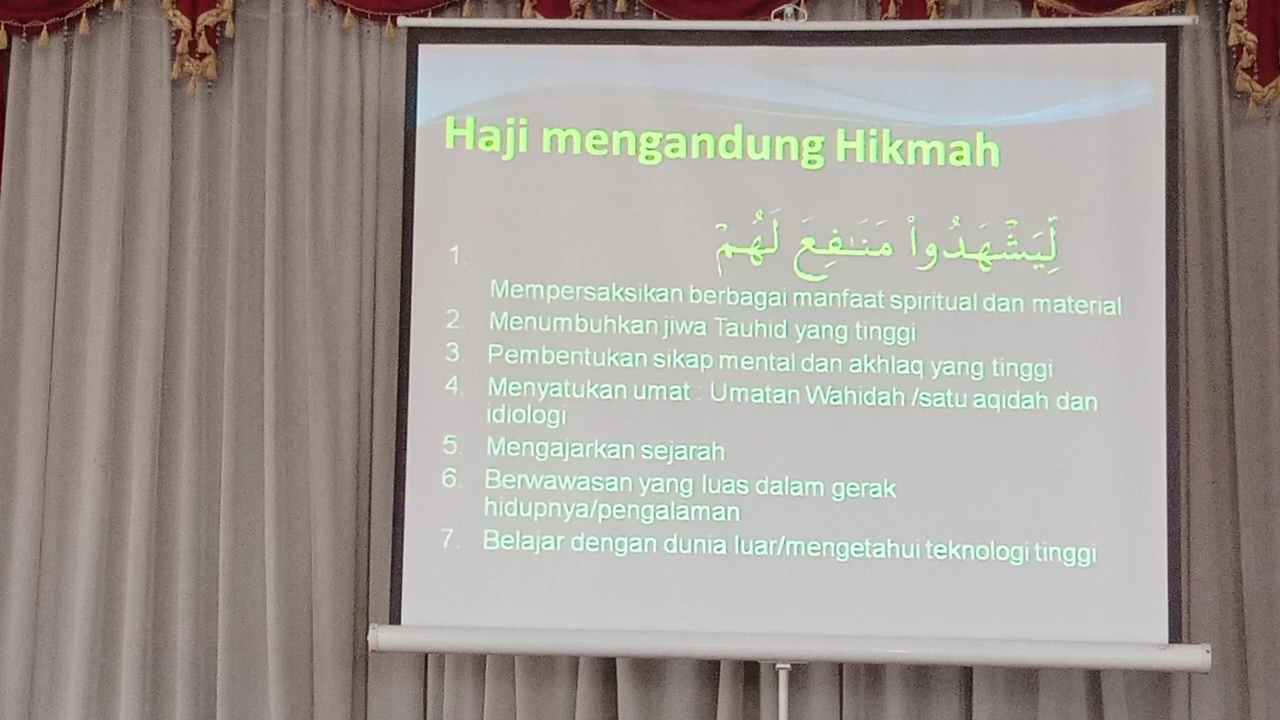 Haji mengandung Hikmah
1. لِّيَشْهَدُوا۟ مَنَـٰفِعَ لَهُمْ
Mempersaksikan berbagai manfaat spiritual dan material
2. Menumbuhkan jiwa Tauhid yang tinggi
3. Pembentukan sikap mental dan akhlaq yang tinggi
4. Menyatukan umat : Umatan Wahidah /satu aqidah dan
idiologi
5. Mengajarkan sejarah
6. Berwawasan yang luas dalam gerak
hidupnya/pengalaman
7. Belajar dengan dunia luar/mengetahui teknologi tinggi